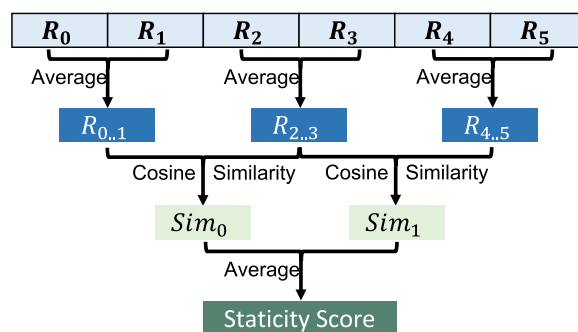 R₀ R₁ R₂ R₃ R₄ R₅
Average Average Average
R₀..₁ R₂..₃ R₄..₅
Cosine Similarity Cosine Similarity
Sim₀ Sim₁
Average
Staticity Score